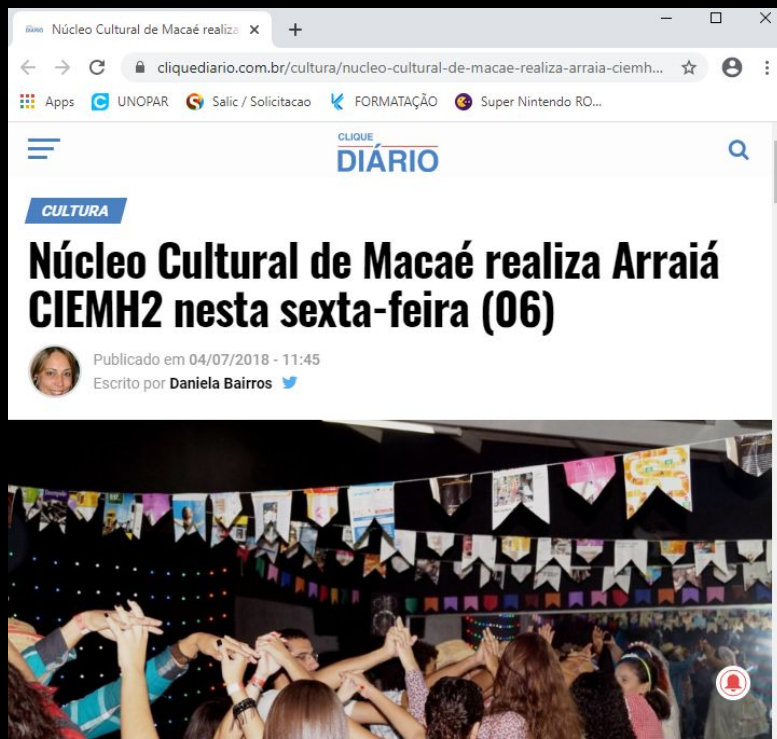 Núcleo Cultural de Macaé realiza
cliquediario.com.br/cultura/nucleo-cultural-de-macae-realiza-arraia-ciemh...
Apps UNOPAR Salic / Solicitacao FORMATAÇÃO Super Nintendo RO...
CLIQUE
DIÁRIO
CULTURA
Núcleo Cultural de Macaé realiza Arraiá
CIEMH2 nesta sexta-feira (06)
Publicado em 04/07/2018 - 11:45
Escrito por Daniela Bairros